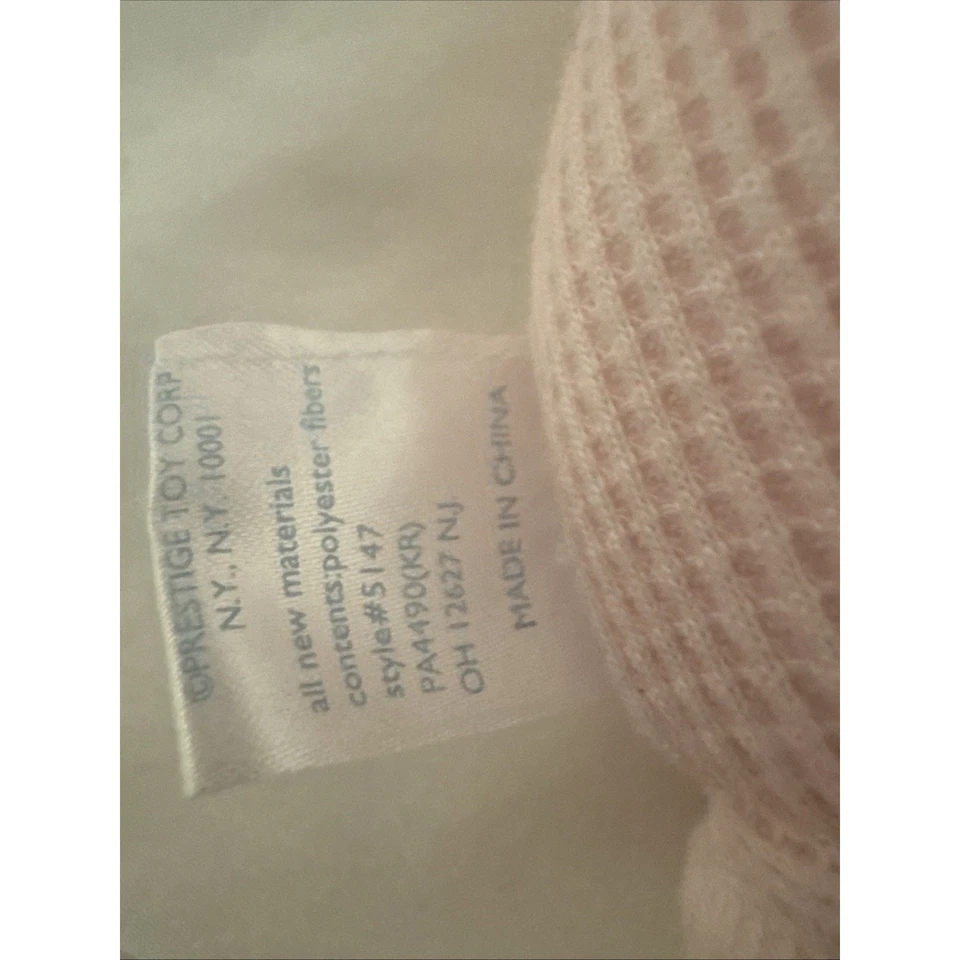 ©PRESTIGE TOY CORP
N.Y., N.Y. 10001
all new materials
contents:polyester fibers
style#5147
PA4490(KR)
OH 12627 NJ
MADE IN CHINA